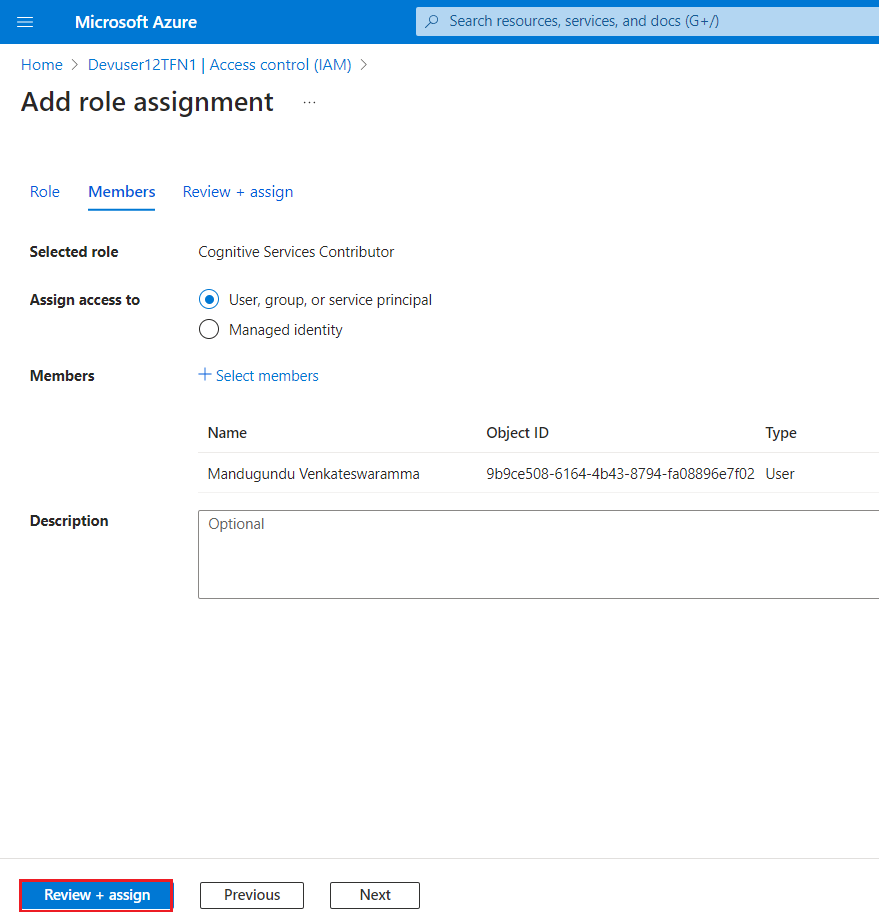 Microsoft Azure
Search resources, services, and docs (G+/)
Home > Devuser12TFN1 | Access control (IAM) >
Add role assignment ...
Role Members Review + assign
Selected role Cognitive Services Contributor
Assign access to User, group, or service principal
Managed identity
Members + Select members
Name Object ID Type
Mandugundu Venkateswaramma 9b9ce508-6164-4b43-8794-fa08896e7f02 User
Description Optional
Review + assign Previous Next